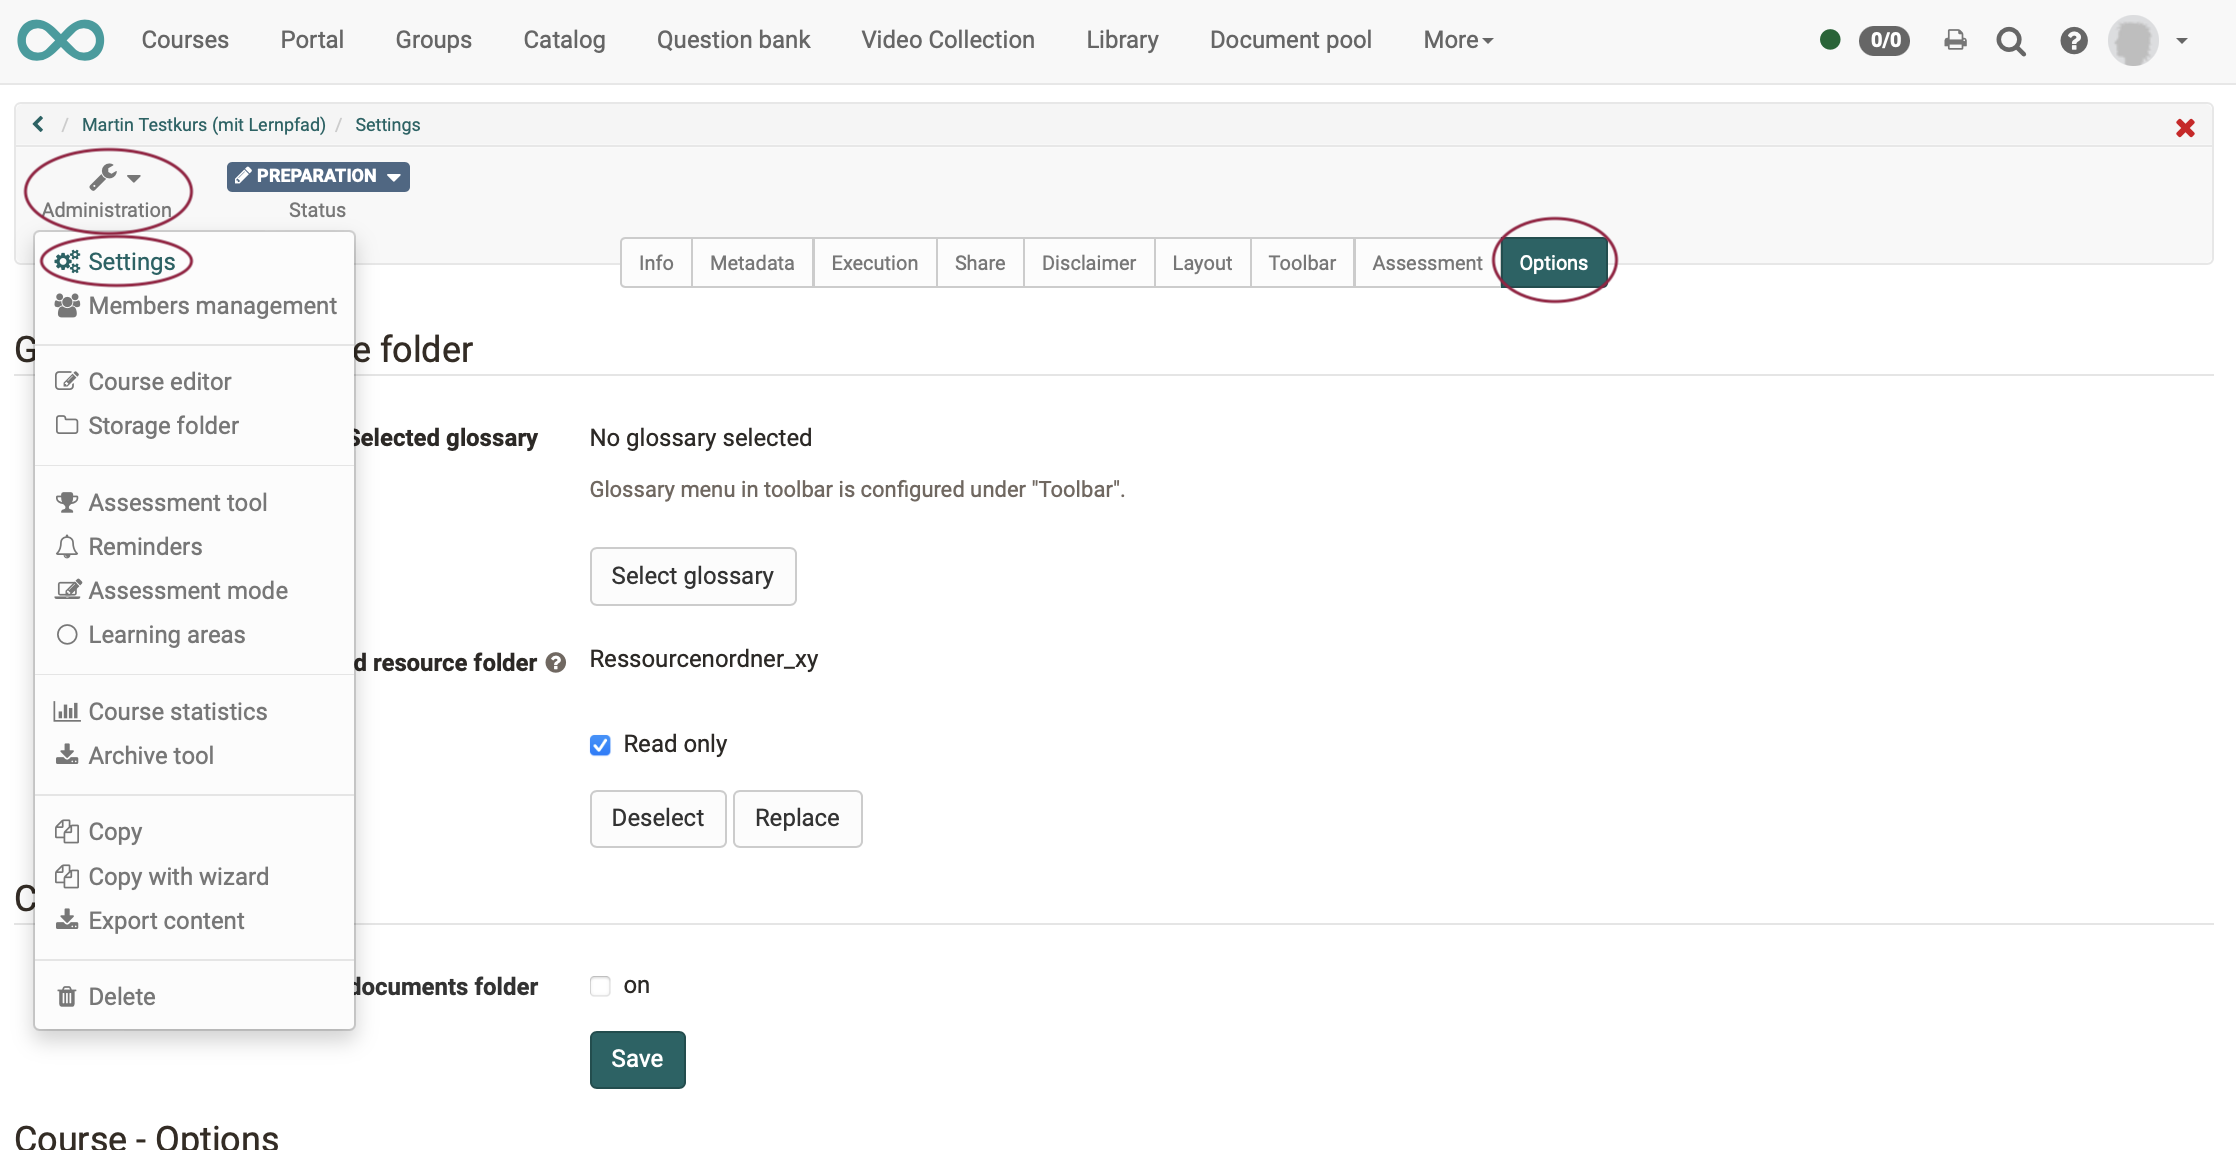 Courses Portal Groups Catalog Question bank Video Collection Library Document pool More 0/0
/ Martin Testkurs (mit Lernpfad) / Settings
PREPARATION
Administration Status
Settings
Members management
Course editor
Storage folder
Assessment tool
Reminders
Assessment mode
Learning areas
Course statistics
Archive tool
Copy
Copy with wizard
Export content
Delete
Info Metadata Execution Share Disclaimer Layout Toolbar Assessment Options
folder
Selected glossary No glossary selected
Glossary menu in toolbar is configured under "Toolbar".
Select glossary
resource folder Ressourcenordner_xy
Read only
Deselect Replace
documents folder on
Save
Course - Options